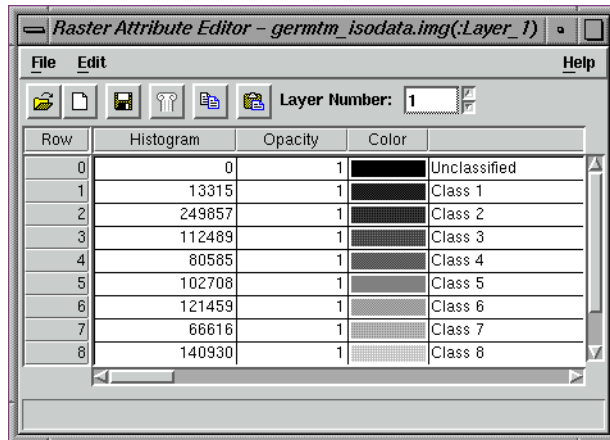 Raster Attribute Editor – germtm_isodata.img(:Layer_1)
File Edit Help
Layer Number: 1
Row Histogram Opacity Color
0 0 1 Unclassified
1 13315 1 Class 1
2 249857 1 Class 2
3 112489 1 Class 3
4 80585 1 Class 4
5 102708 1 Class 5
6 121459 1 Class 6
7 66616 1 Class 7
8 140930 1 Class 8